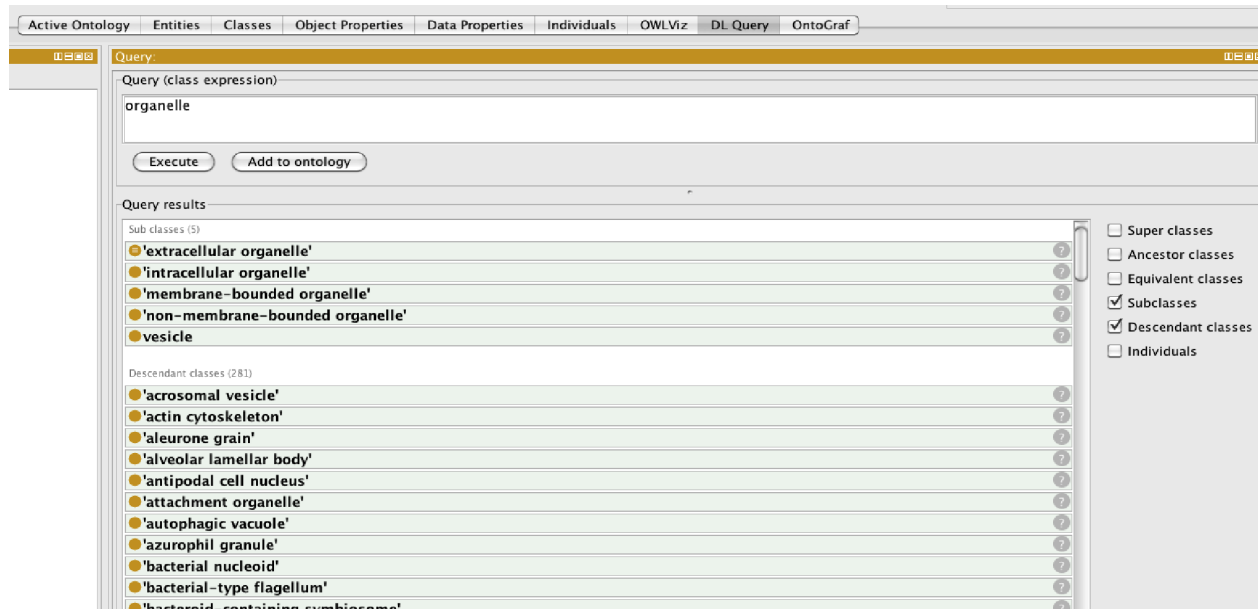 Active Ontology Entities Classes Object Properties Data Properties Individuals OWLViz DL Query OntoGraf
Query:
Query (class expression)
organelle
Execute Add to ontology
Query results
Sub classes (5)
'extracellular organelle'
'intracellular organelle'
'membrane-bounded organelle'
'non-membrane-bounded organelle'
vesicle
Descendant classes (281)
'acrosomal vesicle'
'actin cytoskeleton'
'aleurone grain'
'alveolar lamellar body'
'antipodal cell nucleus'
'attachment organelle'
'autophagic vacuole'
'azurophil granule'
'bacterial nucleoid'
'bacterial-type flagellum'
'bacteroid-containing symbiosome'
Super classes
Ancestor classes
Equivalent classes
Subclasses
Descendant classes
Individuals